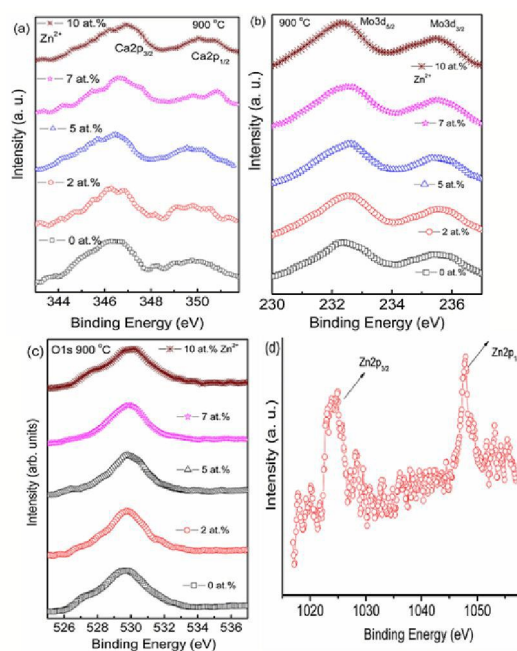 (a)
10 at.%
900 °C
Zn²⁺
Ca2p₃/₂
Ca2p₁/₂
7 at.%
5 at.%
2 at.%
0 at.%
Intensity (a. u.)
344 346 348 350
Binding Energy (eV)
(b)
900 °C
Mo3d₅/₂
Mo3d₃/₂
10 at.%
Zn²⁺
7 at.%
5 at.%
2 at.%
0 at.%
Intensity (a. u.)
230 232 234 236
Binding Energy (eV)
(c)
O1s 900 °C
10 at.% Zn²⁺
7 at.%
5 at.%
2 at.%
0 at.%
Intensity (arb. units)
526 528 530 532 534 536
Binding Energy (eV)
(d)
Zn2p₃/₂
Zn2p₁
Intensity (a. u.)
1020 1030 1040 1050
Binding Energy (eV)